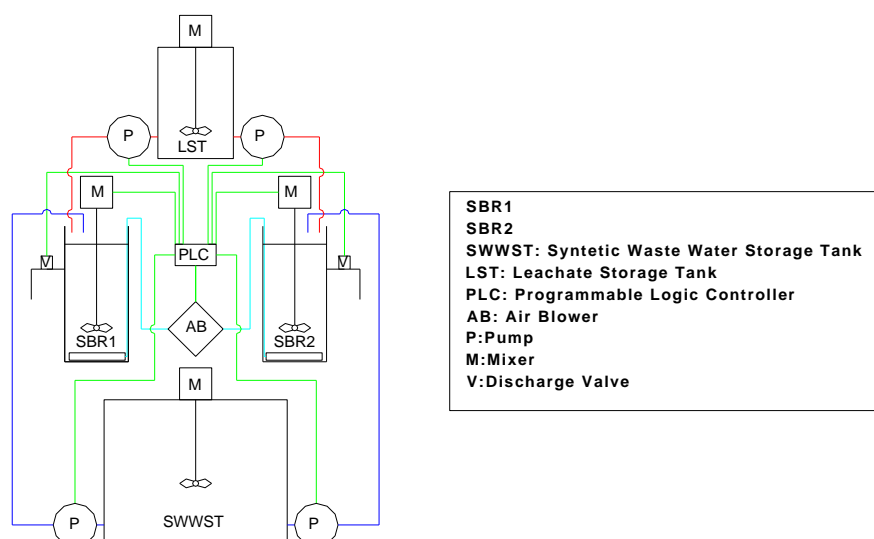 M
P
P
LST
M
M
V
PLC
V
AB
SBR1
SBR2
M
P
SWWST
P
SBR1
SBR2
SWWST: Syntetic Waste Water Storage Tank
LST: Leachate Storage Tank
PLC: Programmable Logic Controller
AB: Air Blower
P:Pump
M:Mixer
V:Discharge Valve